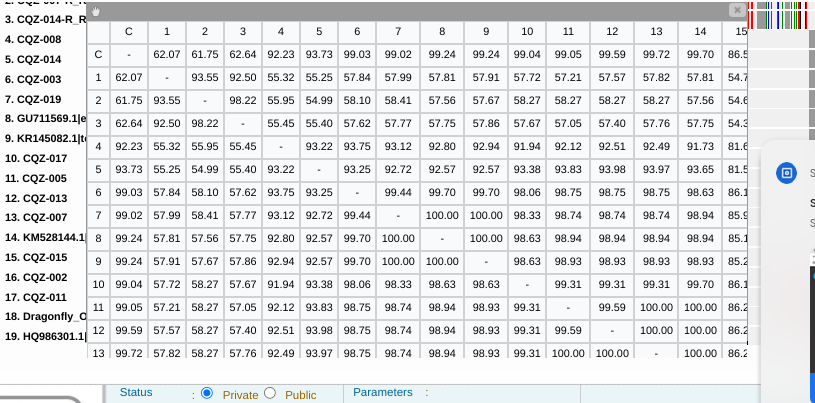 3. CQZ-014-R_R
4. CQZ-008
5. CQZ-014
6. CQZ-003
7. CQZ-019
8. GU711569.1|e
9. KR145082.1|t
10. CQZ-017
11. CQZ-005
12. CQZ-013
13. CQZ-007
14. KM528144.1|
15. CQZ-015
16. CQZ-002
17. CQZ-011
18. Dragonfly_C
19. HQ986301.1|
C 1 2 3 4 5 6 7 8 9 10 11 12 13 14 15
C - 62.07 61.75 62.64 92.23 93.73 99.03 99.02 99.24 99.24 99.04 99.05 99.59 99.72 99.70 86.5
1 62.07 - 93.55 92.50 55.32 55.25 57.84 57.99 57.81 57.91 57.72 57.21 57.57 57.82 57.81 54.7
2 61.75 93.55 - 98.22 55.95 54.99 58.10 58.41 57.56 57.67 58.27 58.27 58.27 58.27 57.56 54.6
3 62.64 92.50 98.22 - 55.45 55.40 57.62 57.77 57.75 57.86 57.67 57.05 57.40 57.76 57.75 54.3
4 92.23 55.32 55.95 55.45 - 93.22 93.75 93.12 92.80 92.94 91.94 92.12 92.51 92.49 91.73 81.6
5 93.73 55.25 54.99 55.40 93.22 - 93.25 92.72 92.57 92.57 93.38 93.83 93.98 93.97 93.65 81.5
6 99.03 57.84 58.10 57.62 93.75 93.25 - 99.44 99.70 99.70 98.06 98.75 98.75 98.75 98.63 86.1
7 99.02 57.99 58.41 57.77 93.12 92.72 99.44 - 100.00 100.00 98.33 98.74 98.74 98.74 98.94 85.9
8 99.24 57.81 57.56 57.75 92.80 92.57 99.70 100.00 - 100.00 98.63 98.94 98.94 98.94 98.94 85.1
9 99.24 57.91 57.67 57.86 92.94 92.57 99.70 100.00 100.00 - 98.63 98.93 98.93 98.93 98.93 85.2
10 99.04 57.72 58.27 57.67 91.94 93.38 98.06 98.33 98.63 98.63 - 99.31 99.31 99.31 99.70 86.1
11 99.05 57.21 58.27 57.05 92.12 93.83 98.75 98.74 98.94 98.93 99.31 - 99.59 100.00 100.00 86.2
12 99.59 57.57 58.27 57.40 92.51 93.98 98.75 98.74 98.94 98.93 99.31 99.59 - 100.00 100.00 86.2
13 99.72 57.82 58.27 57.76 92.49 93.97 98.75 98.74 98.94 98.93 99.31 100.00 100.00 - 100.00 86.2
Status : Private Public Parameters :